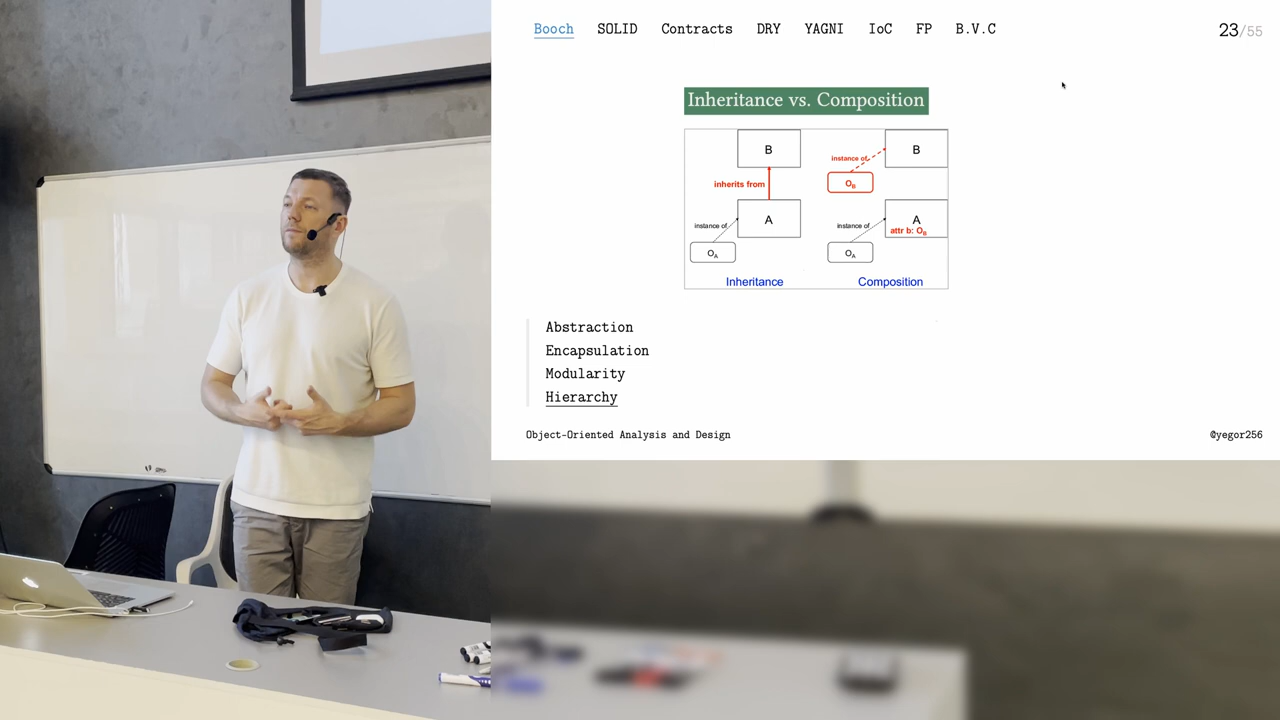 Booch SOLID Contracts DRY YAGNI IoC FP B.V.C
23/55
Inheritance vs. Composition
B
B
instance of
OB
inherits from
A
A
attr b: OB
instance of
instance of
OA
OA
Inheritance
Composition
Abstraction
Encapsulation
Modularity
Hierarchy
Object-Oriented Analysis and Design
@yegor256